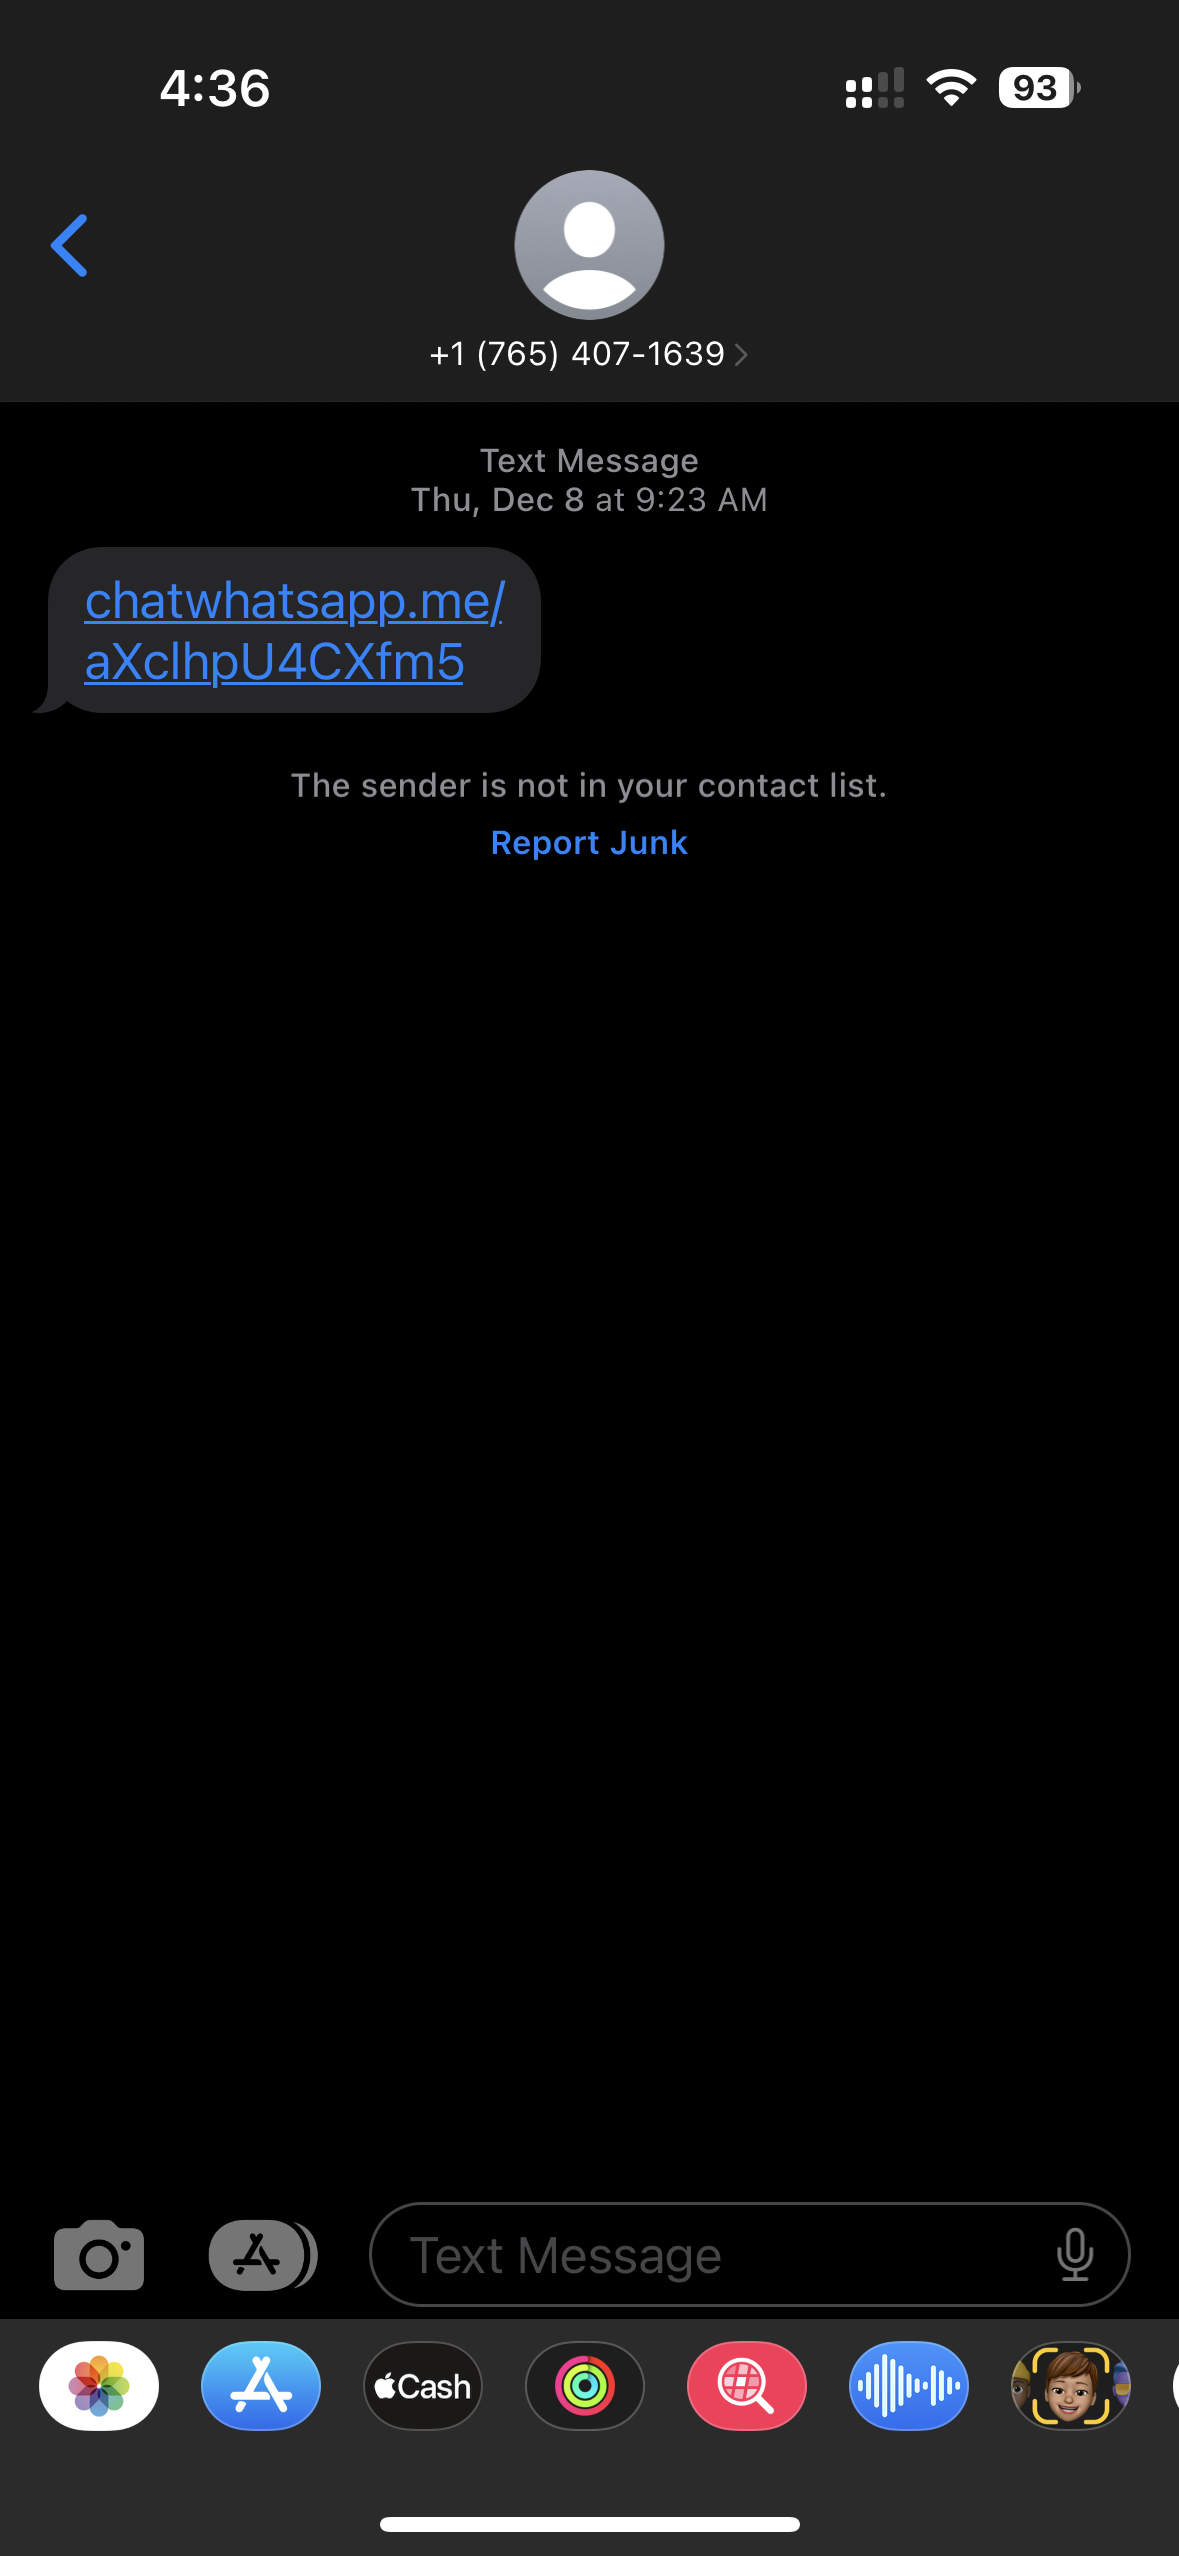 4:36
93
+1 (765) 407-1639
Text Message
Thu, Dec 8 at 9:23 AM
chatwhatsapp.me/
aXclhpU4CXfm5
The sender is not in your contact list.
Report Junk
Text Message
Cash